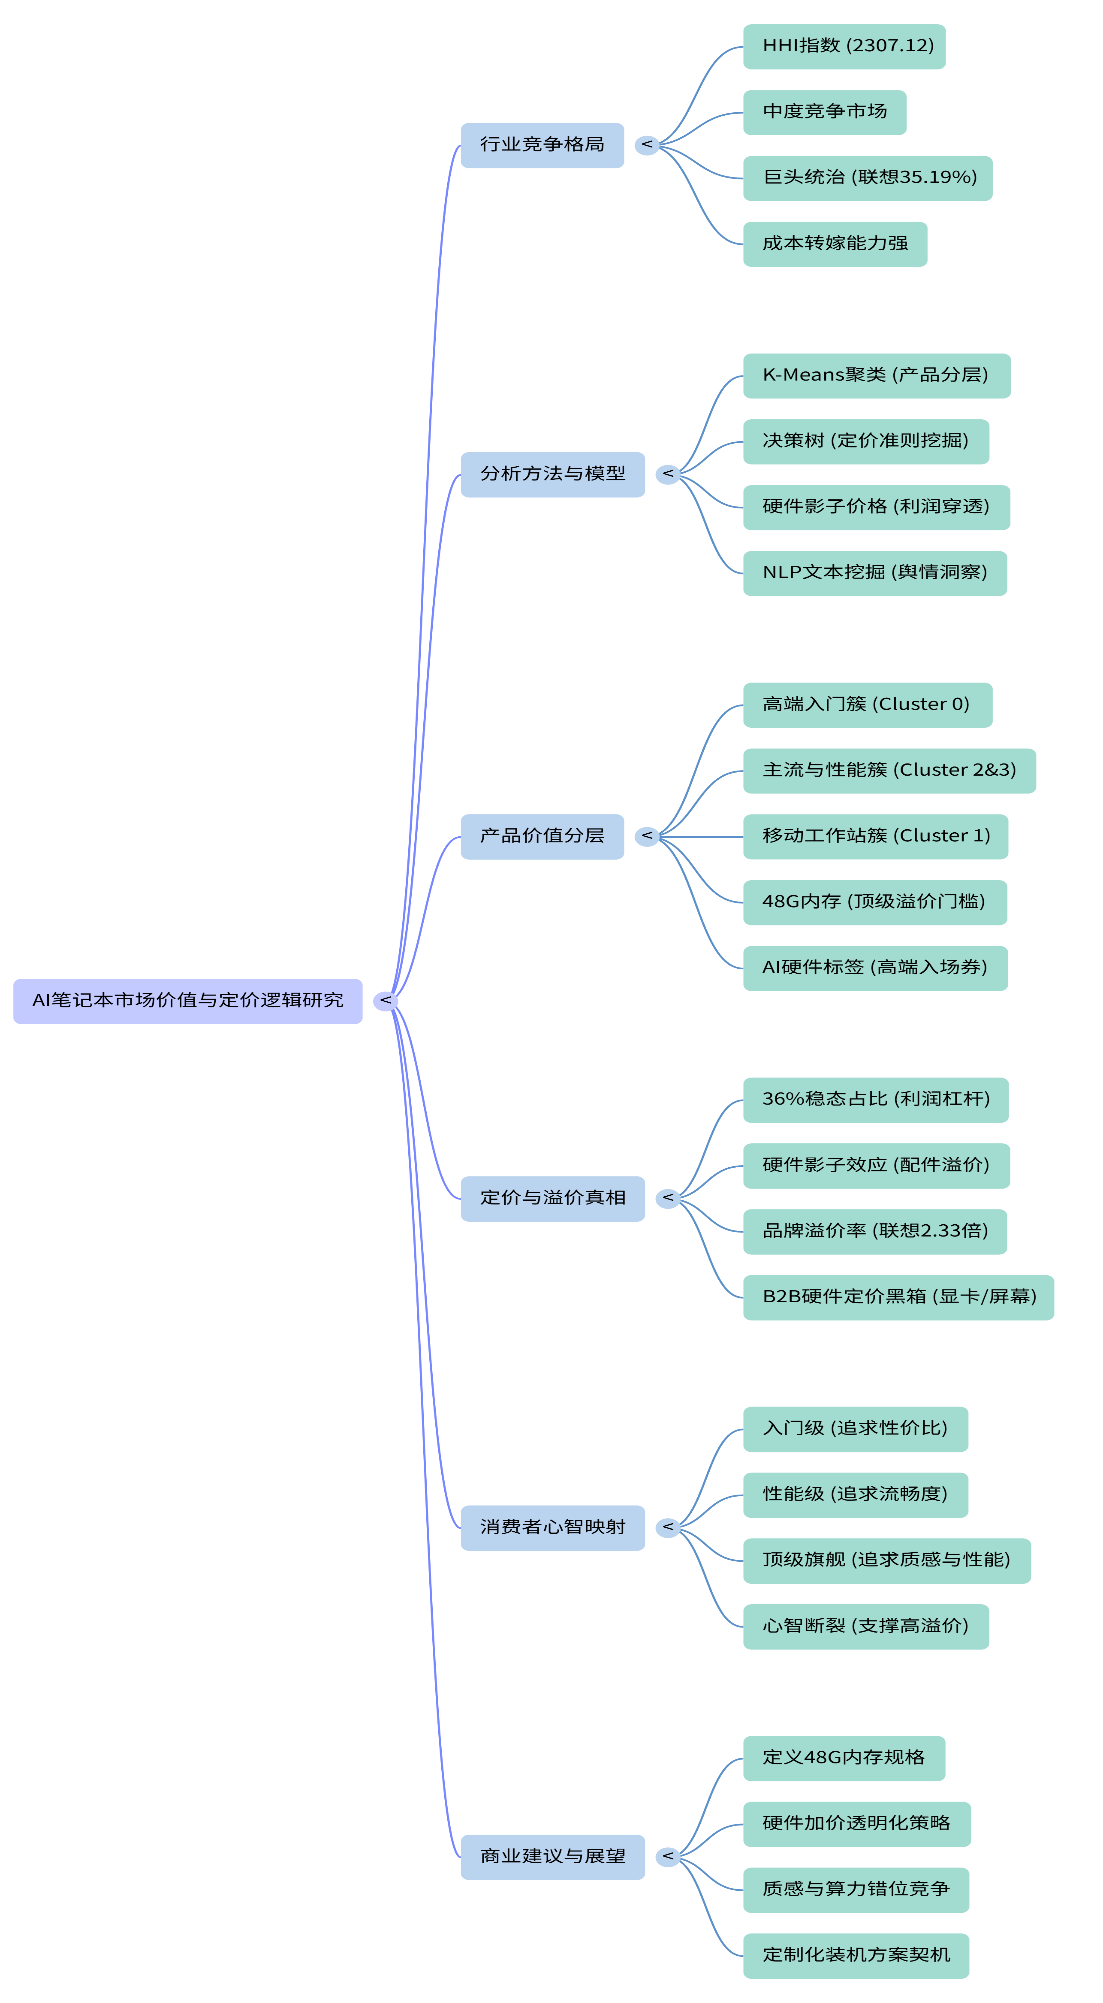 AI笔记本市场价值与定价逻辑研究
<
行业竞争格局
<
HHI指数 (2307.12)
中度竞争市场
巨头统治 (联想35.19%)
成本转嫁能力强
分析方法与模型
<
K-Means聚类 (产品分层)
决策树 (定价准则挖掘)
硬件影子价格 (利润穿透)
NLP文本挖掘 (舆情洞察)
产品价值分层
<
高端入门簇 (Cluster 0)
主流与性能簇 (Cluster 2&3)
移动工作站簇 (Cluster 1)
48G内存 (顶级溢价门槛)
AI硬件标签 (高端入场券)
定价与溢价真相
<
36%稳态占比 (利润杠杆)
硬件影子效应 (配件溢价)
品牌溢价率 (联想2.33倍)
B2B硬件定价黑箱 (显卡/屏幕)
消费者心智映射
<
入门级 (追求性价比)
性能级 (追求流畅度)
顶级旗舰 (追求质感与性能)
心智断裂 (支撑高溢价)
商业建议与展望
<
定义48G内存规格
硬件加价透明化策略
质感与算力错位竞争
定制化装机方案契机